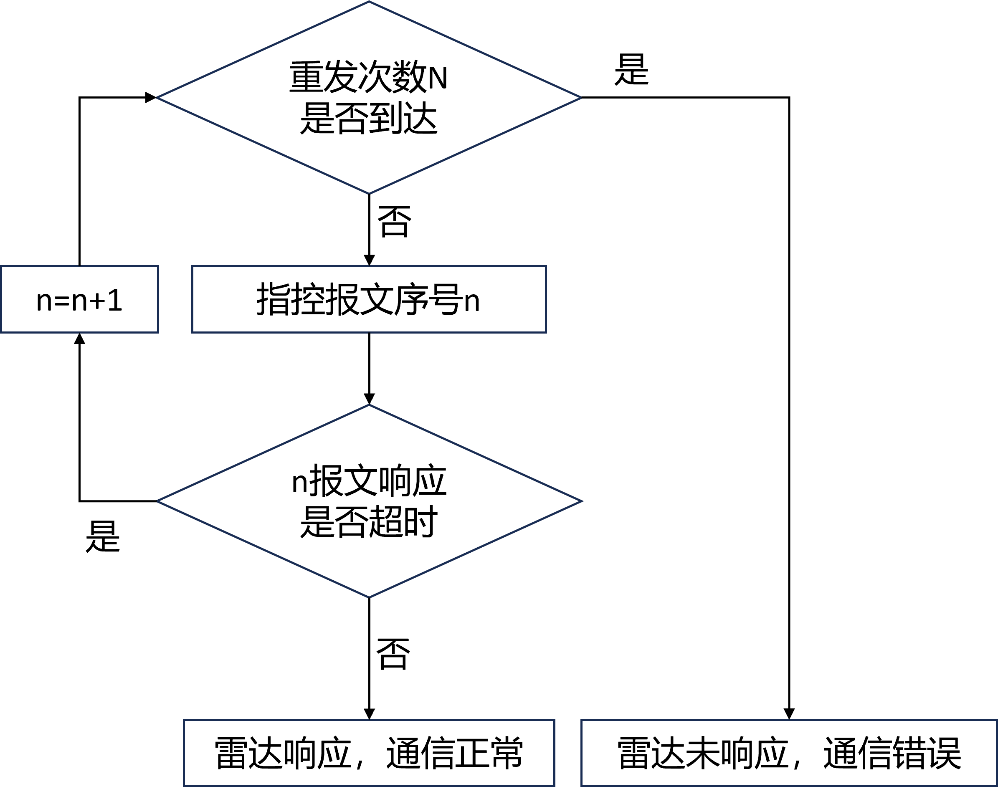 重发次数N
是否到达
是
否
n=n+1
指控报文序号n
n报文响应
是否超时
是
否
雷达响应，通信正常
雷达未响应，通信错误